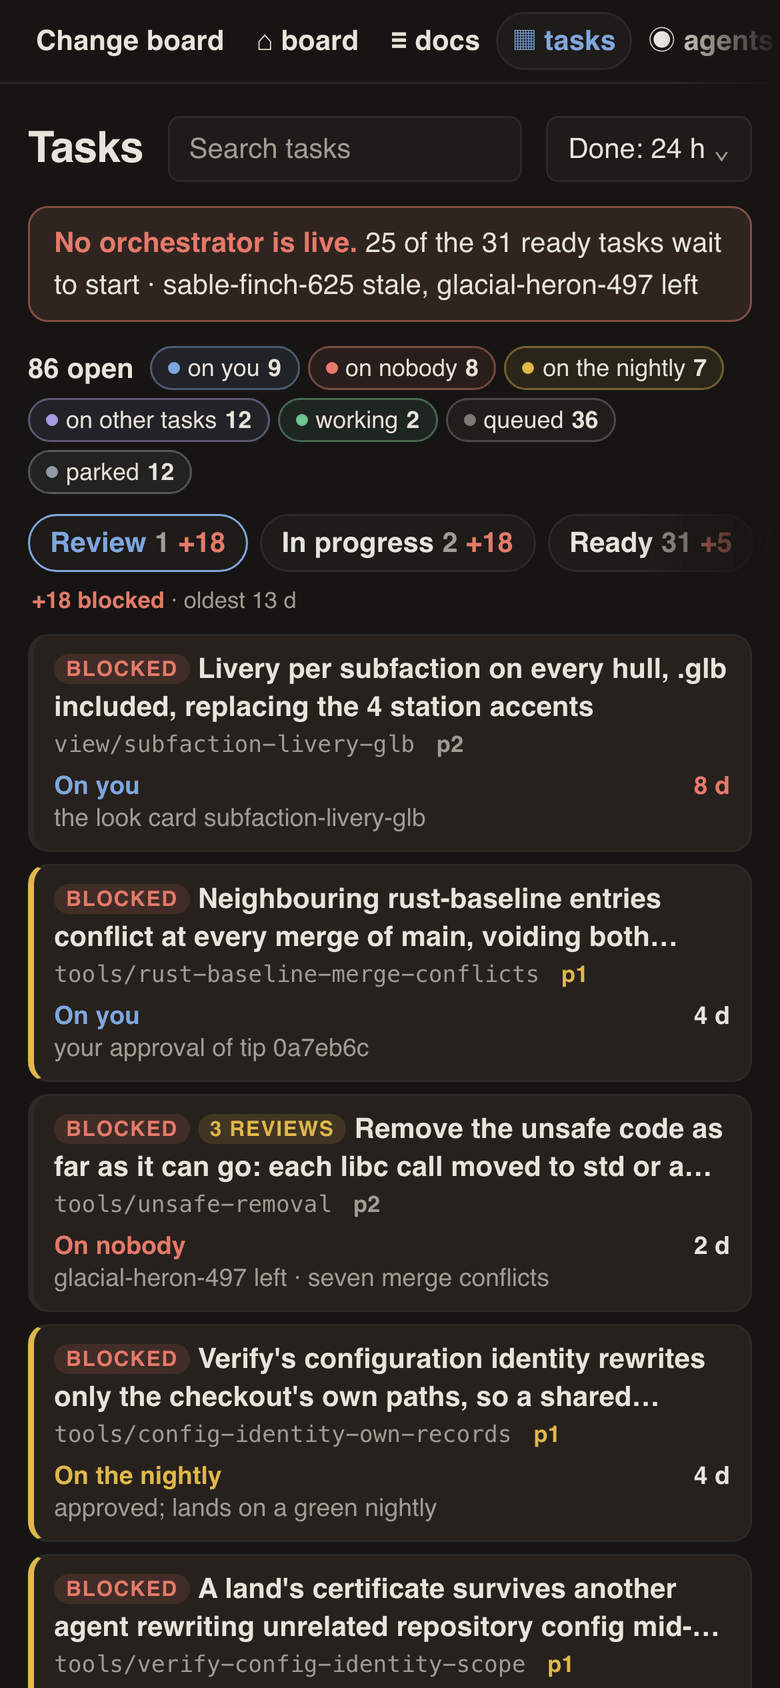 Change board board docs tasks agents
Tasks Search tasks Done: 24 h
No orchestrator is live. 25 of the 31 ready tasks wait
to start · sable-finch-625 stale, glacial-heron-497 left
86 open on you 9 on nobody 8 on the nightly 7
on other tasks 12 working 2 queued 36
parked 12
Review 1 +18 In progress 2 +18 Ready 31 +5
+18 blocked · oldest 13 d
BLOCKED Livery per subfaction on every hull, .glb
included, replacing the 4 station accents
view/subfaction-livery-glb p2
On you 8 d
the look card subfaction-livery-glb
BLOCKED Neighbouring rust-baseline entries
conflict at every merge of main, voiding both…
tools/rust-baseline-merge-conflicts p1
On you 4 d
your approval of tip 0a7eb6c
BLOCKED 3 REVIEWS Remove the unsafe code as
far as it can go: each libc call moved to std or a…
tools/unsafe-removal p2
On nobody 2 d
glacial-heron-497 left · seven merge conflicts
BLOCKED Verify's configuration identity rewrites
only the checkout's own paths, so a shared…
tools/config-identity-own-records p1
On the nightly 4 d
approved; lands on a green nightly
BLOCKED A land's certificate survives another
agent rewriting unrelated repository config mid-…
tools/verify-config-identity-scope p1